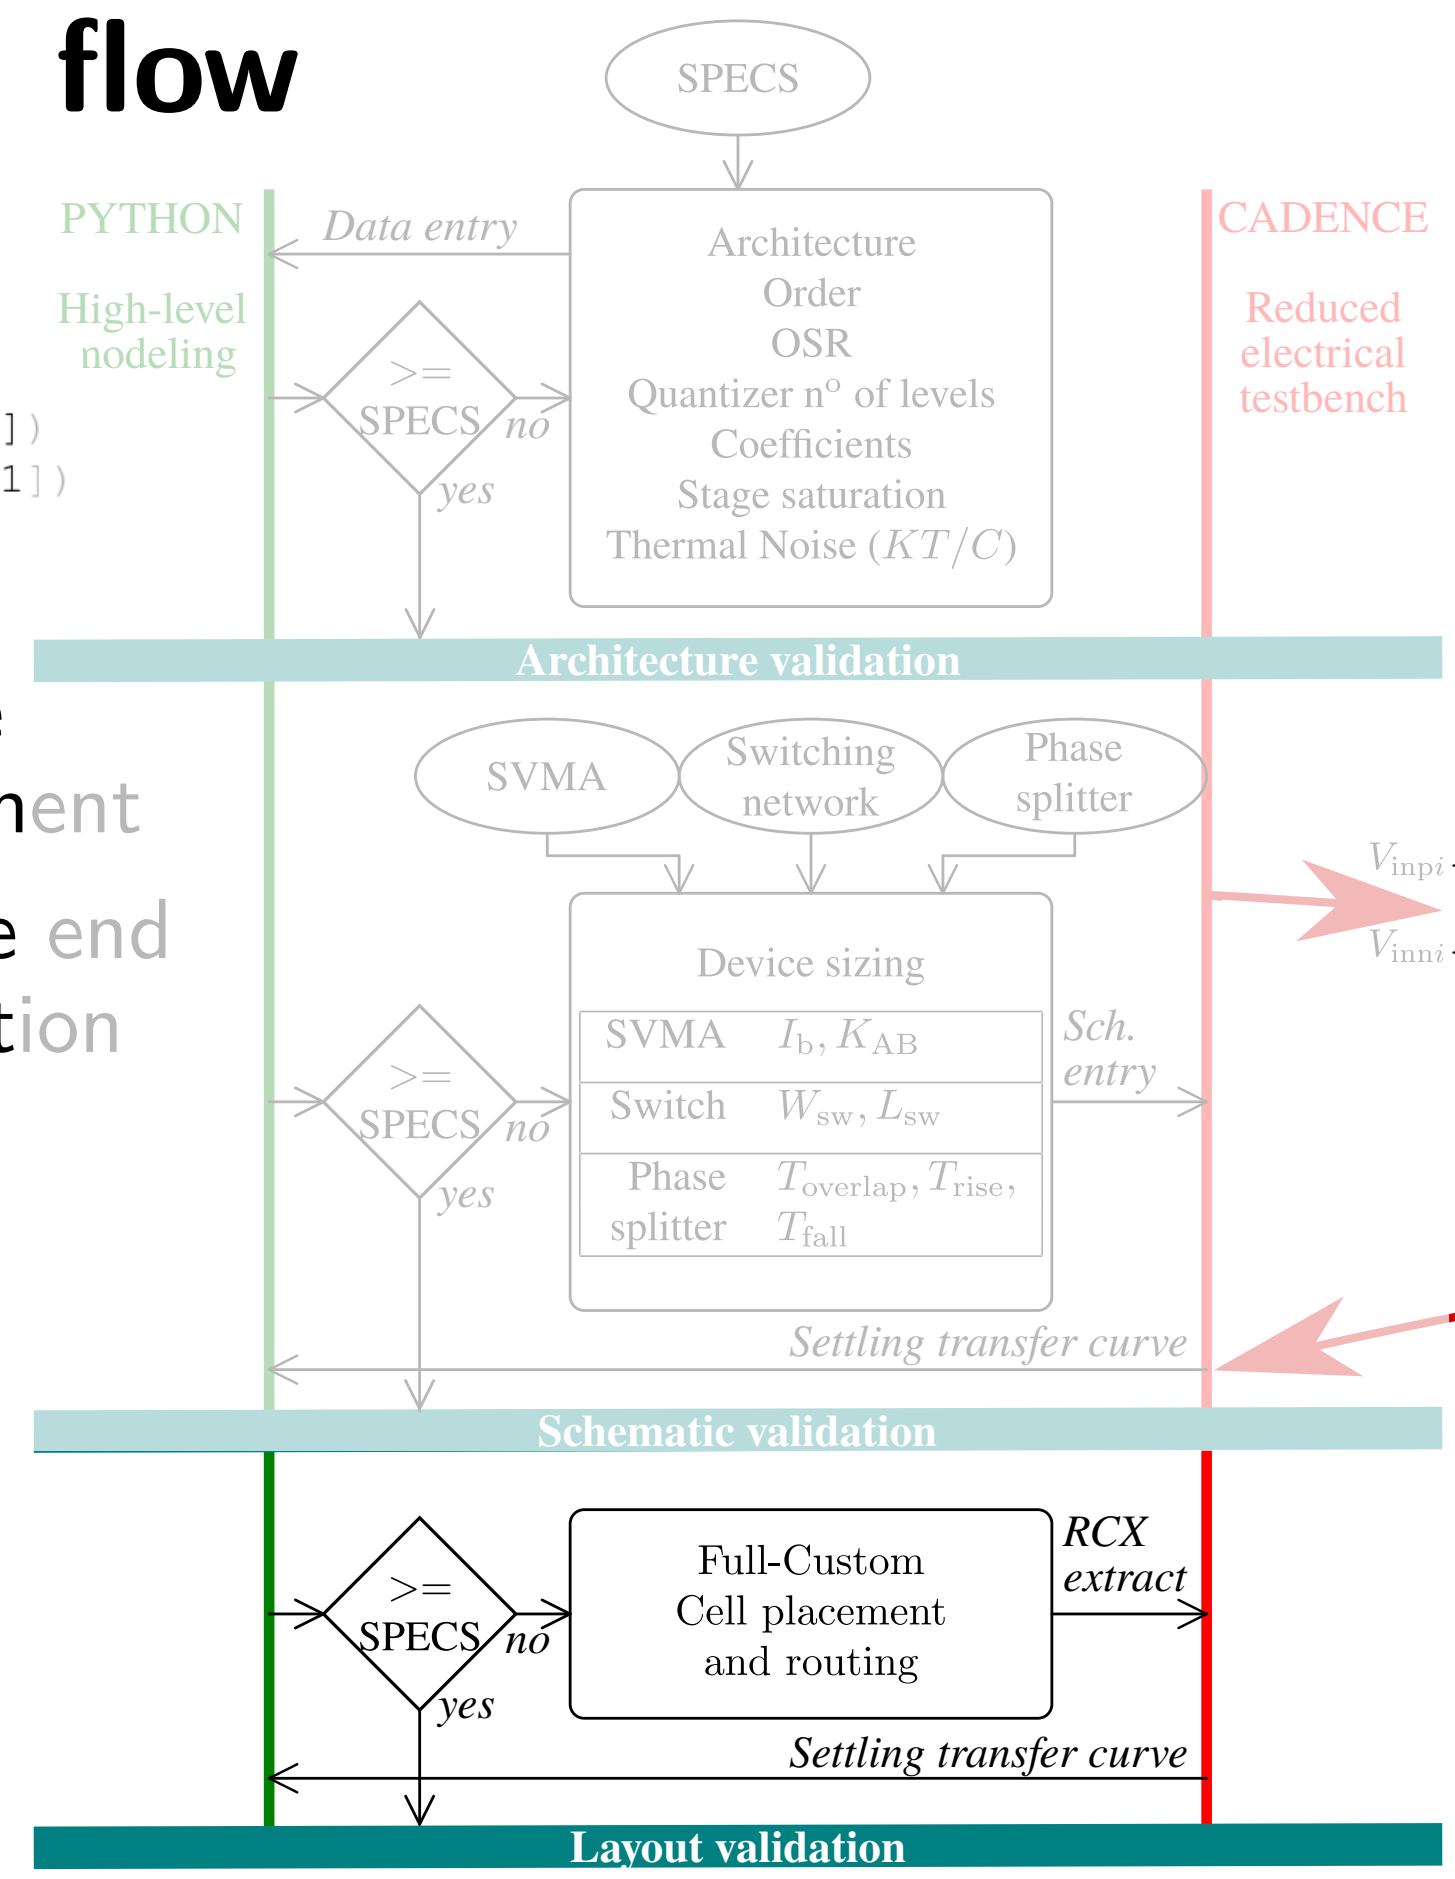 flow
SPECS
PYTHON
High-level
nodeling
Data entry
Architecture
Order
OSR
Quantizer nº of levels
Coefficients
Stage saturation
Thermal Noise (KT/C)
CADENCE
Reduced
electrical
testbench
>=
SPECS
no
yes
])
1])
Architecture validation
e
nent
e end
tion
SVMA
Switching
network
Phase
splitter
V_inpi
V_inni
Device sizing
SVMA I_b, K_AB
Switch W_sw, L_sw
Phase T_overlap, T_rise,
splitter T_fall
Sch.
entry
>=
SPECS
no
yes
Settling transfer curve
Schematic validation
>=
SPECS
no
yes
Full-Custom
Cell placement
and routing
RCX
extract
Settling transfer curve
Layout validation